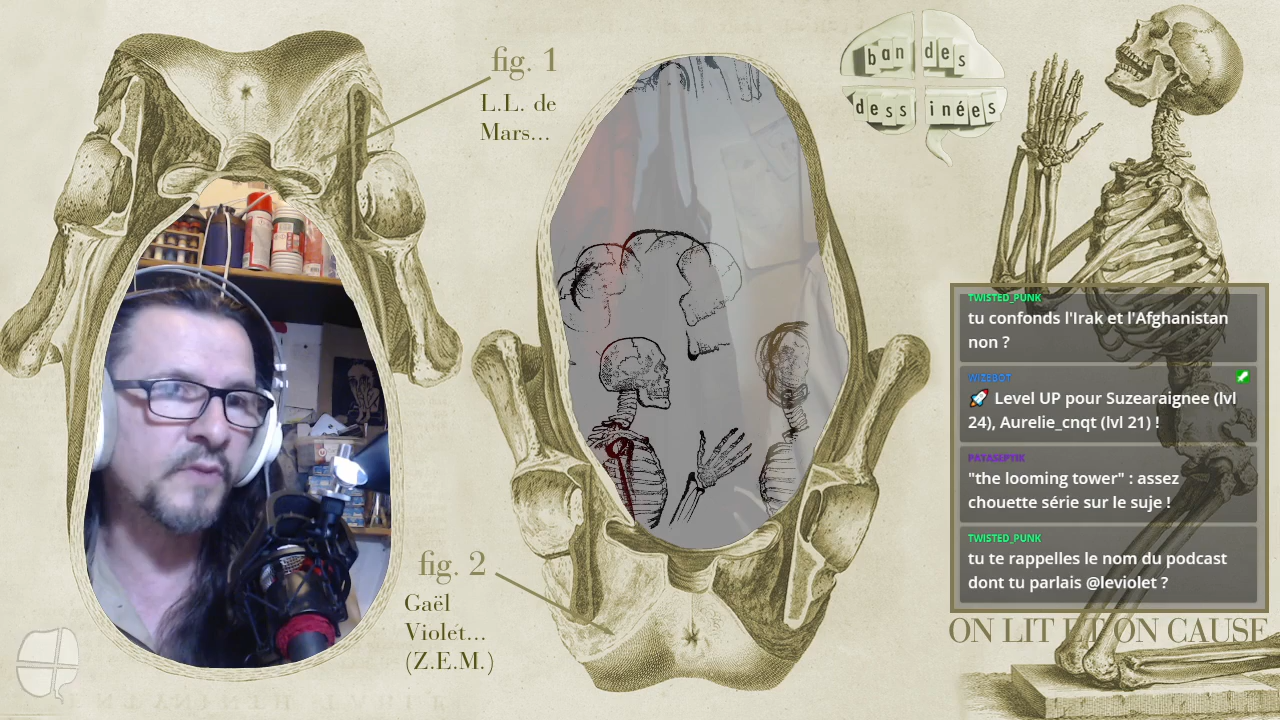 fig. 1
L.L. de
Mars...
ban des
dessinées
TWISTED_PUNK
tu confonds l'Irak et l'Afghanistan
non ?
WIZEBOT
🚀 Level UP pour Suzearaignee (lvl
24), Aurelie_cnqt (lvl 21) !
PATASEPTIK
"the looming tower" : assez
chouette série sur le suje !
TWISTED_PUNK
tu te rappelles le nom du podcast
dont tu parlais @leviolet ?
fig. 2
Gaël
Violet...
(Z.E.M.)
ON LIT ET ON CAUSE